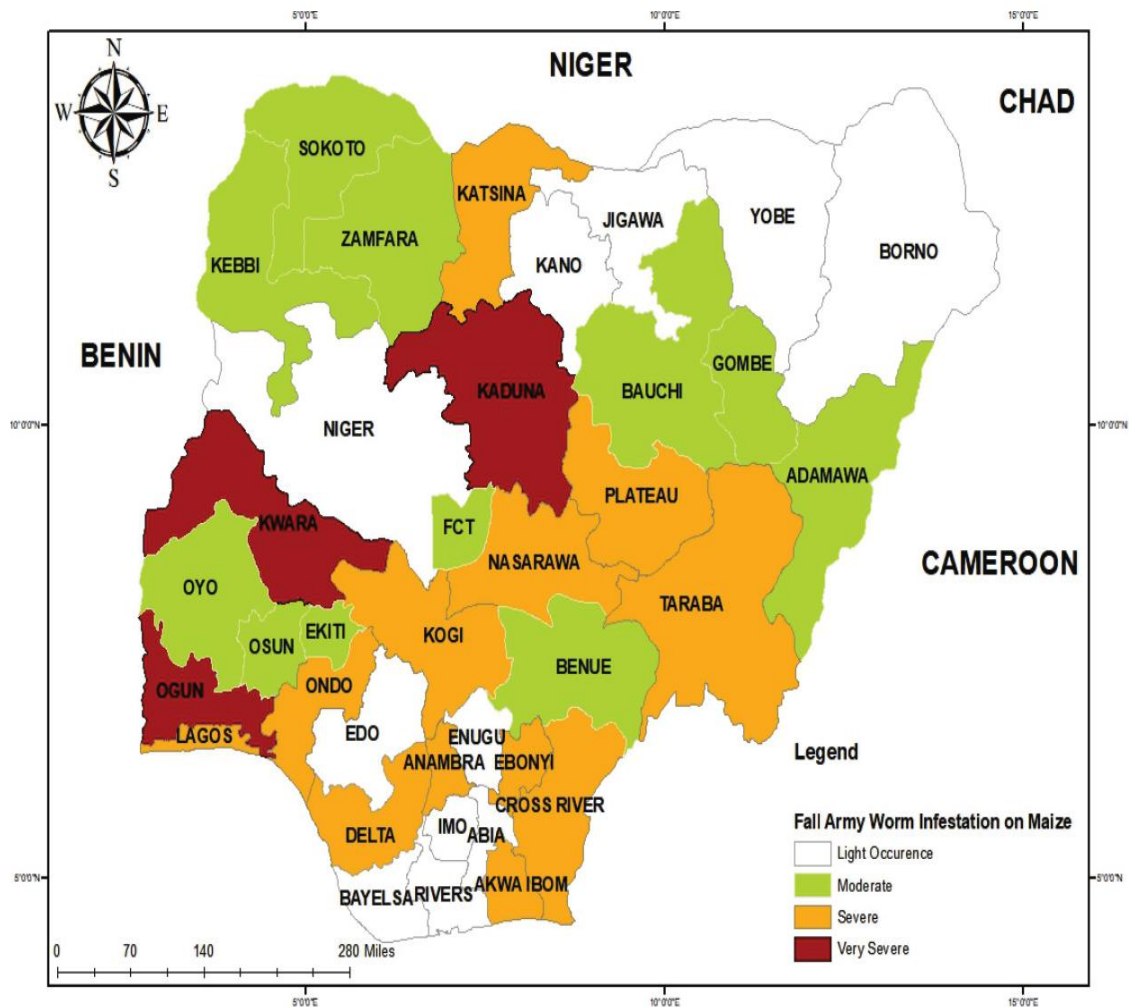 5°0'0"E
10°0'0"E
15°0'0"E
N
W
E
S
NIGER
CHAD
SOKOTO
KATSINA
JIGAWA
YOBE
ZAMFARA
BORNO
KEBBI
KANO
BENIN
GOMBE
KADUNA
BAUCHI
10°0'0"N
NIGER
10°0'0"N
ADAMAWA
PLATEAU
KWARA
FCT
NASARAWA
CAMEROON
OYO
TARABA
EKITI
KOGI
OSUN
BENUE
OGUN
ONDO
LAGOS
EDO
ENUGU
Legend
ANAMBRA
EBONYI
CROSS RIVER
Fall Army Worm Infestation on Maize
IMO
ABIA
DELTA
Light Occurence
5°0'0"N
AKWA IBOM
Moderate
5°0'0"N
BAYELSA
RIVERS
Severe
Very Severe
0
70
140
280 Miles
5°0'0"E
10°0'0"E
15°0'0"E